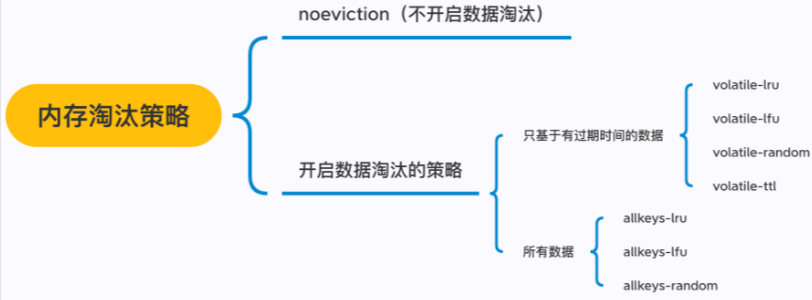 noeviction（不开启数据淘汰）
内存淘汰策略
开启数据淘汰的策略
只基于有过期时间的数据
volatile-lru
volatile-lfu
volatile-random
volatile-ttl
所有数据
allkeys-lru
allkeys-lfu
allkeys-random